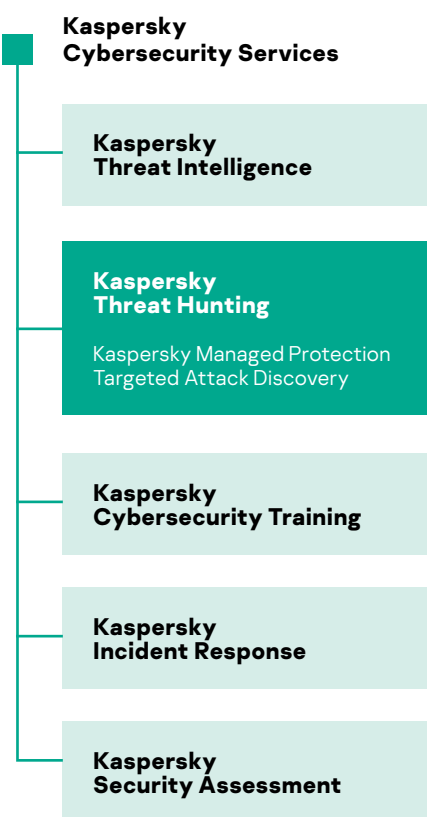 Kaspersky
Cybersecurity Services
Kaspersky
Threat Intelligence
Kaspersky
Threat Hunting
Kaspersky Managed Protection
Targeted Attack Discovery
Kaspersky
Cybersecurity Training
Kaspersky
Incident Response
Kaspersky
Security Assessment